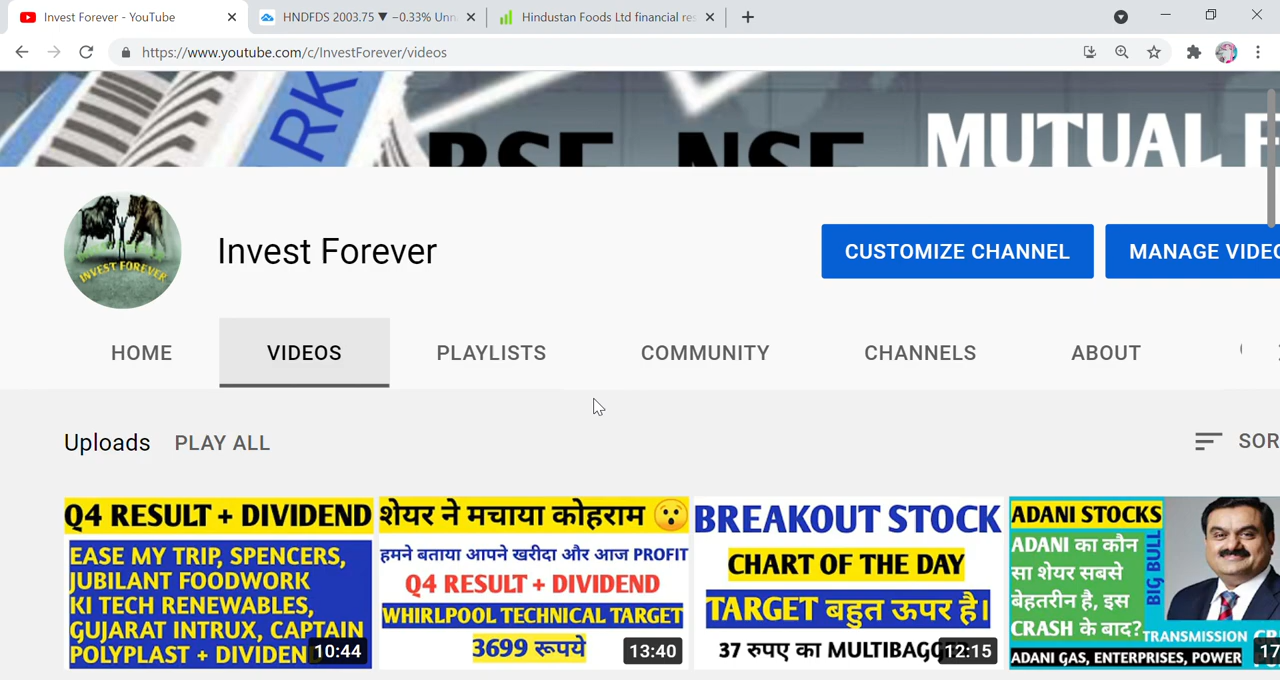 Invest Forever - YouTube
HNDFDS 2003.75 ▼ −0.33% Unn
Hindustan Foods Ltd financial res
https://www.youtube.com/c/InvestForever/videos
RK
BSE NSE
MUTUAL F
INVEST FOREVER
Invest Forever
CUSTOMIZE CHANNEL
MANAGE VIDEO
HOME VIDEOS PLAYLISTS COMMUNITY CHANNELS ABOUT
Uploads PLAY ALL
SOR
Q4 RESULT + DIVIDEND
EASE MY TRIP, SPENCERS,
JUBILANT FOODWORK
KI TECH RENEWABLES,
GUJARAT INTRUX, CAPTAIN
POLYPLAST + DIVIDEN
10:44
शेयर ने मचाया कोहराम 😮
हमने बताया आपने खरीदा और आज PROFIT
Q4 RESULT + DIVIDEND
WHIRLPOOL TECHNICAL TARGET
3699 रूपये
13:40
BREAKOUT STOCK
CHART OF THE DAY
TARGET बहुत ऊपर है।
37 रुपए का MULTIBAGG
12:15
ADANI STOCKS
ADANI का कौन
सा शेयर सबसे
बेहतरीन है, इस
CRASH के बाद?
BIG BULL
TRANSMISSION
ADANI GAS, ENTERPRISES, POWER
17